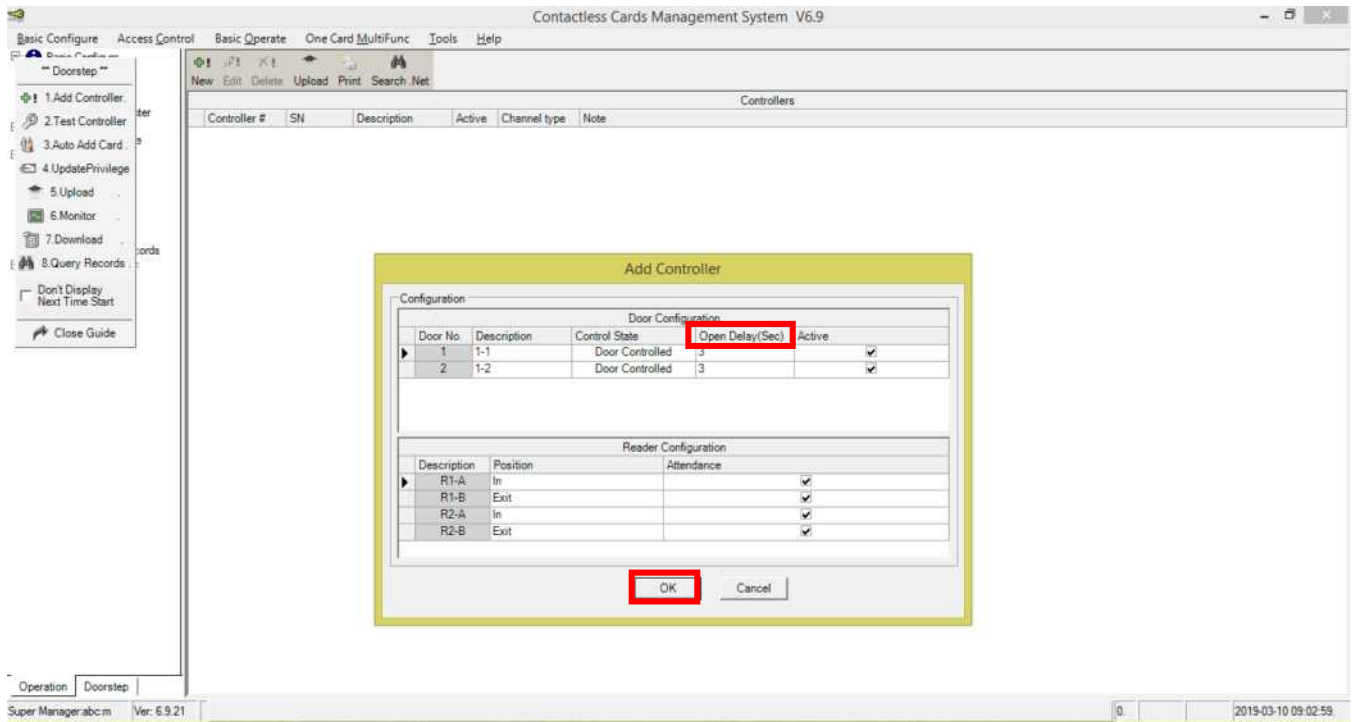 Contactless Cards Management System V6.9
Basic Configure Access Control Basic Operate One Card MultiFunc Tools Help
** Doorstep **
1.Add Controller.
2.Test Controller
3.Auto Add Card .
4.UpdatePrivilege
5.Upload .
6.Monitor .
7.Download .
8.Query Records .
Don't Display
Next Time Start
Close Guide
ords
New Edit Delete Upload Print Search .Net
Controllers
Controller # SN Description Active Channel type Note
Add Controller
Configuration
Door Configuration
Door No. Description Control State Open Delay(Sec) Active
1 1-1 Door Controlled 3
2 1-2 Door Controlled 3
Reader Configuration
Description Position Attendance
R1-A In
R1-B Exit
R2-A In
R2-B Exit
OK Cancel
Operation Doorstep
Super Manager:abc:m Ver: 6.9.21 0. 2019-03-10 09:02:59